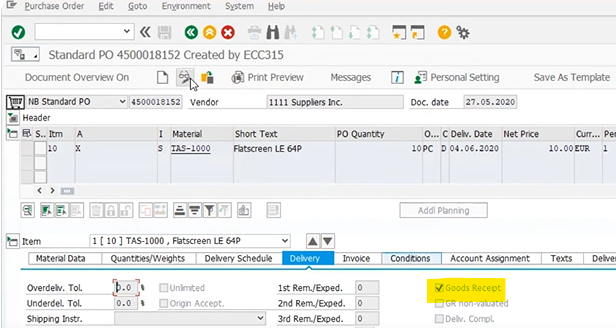 Purchase Order Edit Goto Environment System Help
Standard PO 4500018152 Created by ECC315
Document Overview On Print Preview Messages Personal Setting Save As Template
NB Standard PO 4500018152 Vendor 1111 Suppliers Inc. Doc. date 27.05.2020
Header
S.. Itm A I Material Short Text PO Quantity O... C Deliv. Date Net Price Curr... Per
10 X S TAS-1000 Flatscreen LE 64P 10 PC D 04.06.2020 10.00 EUR 1
Addl Planning
Item 1 [ 10 ] TAS-1000 , Flatscreen LE 64P
Material Data Quantities/Weights Delivery Schedule Delivery Invoice Conditions Account Assignment Texts Deliver
Overdeliv. Tol. 0.0 % Unlimited 1st Rem./Exped. 0 Goods Receipt
Underdel. Tol. 0.0 % Origin Accept. 2nd Rem./Exped. 0 GR non-valuated
Shipping Instr. 3rd Rem./Exped. 0 Deliv. Compl.